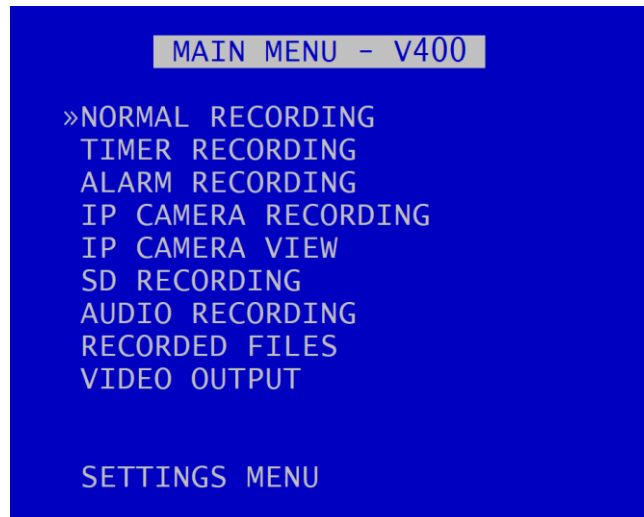 MAIN MENU - V400
»NORMAL RECORDING
TIMER RECORDING
ALARM RECORDING
IP CAMERA RECORDING
IP CAMERA VIEW
SD RECORDING
AUDIO RECORDING
RECORDED FILES
VIDEO OUTPUT
SETTINGS MENU